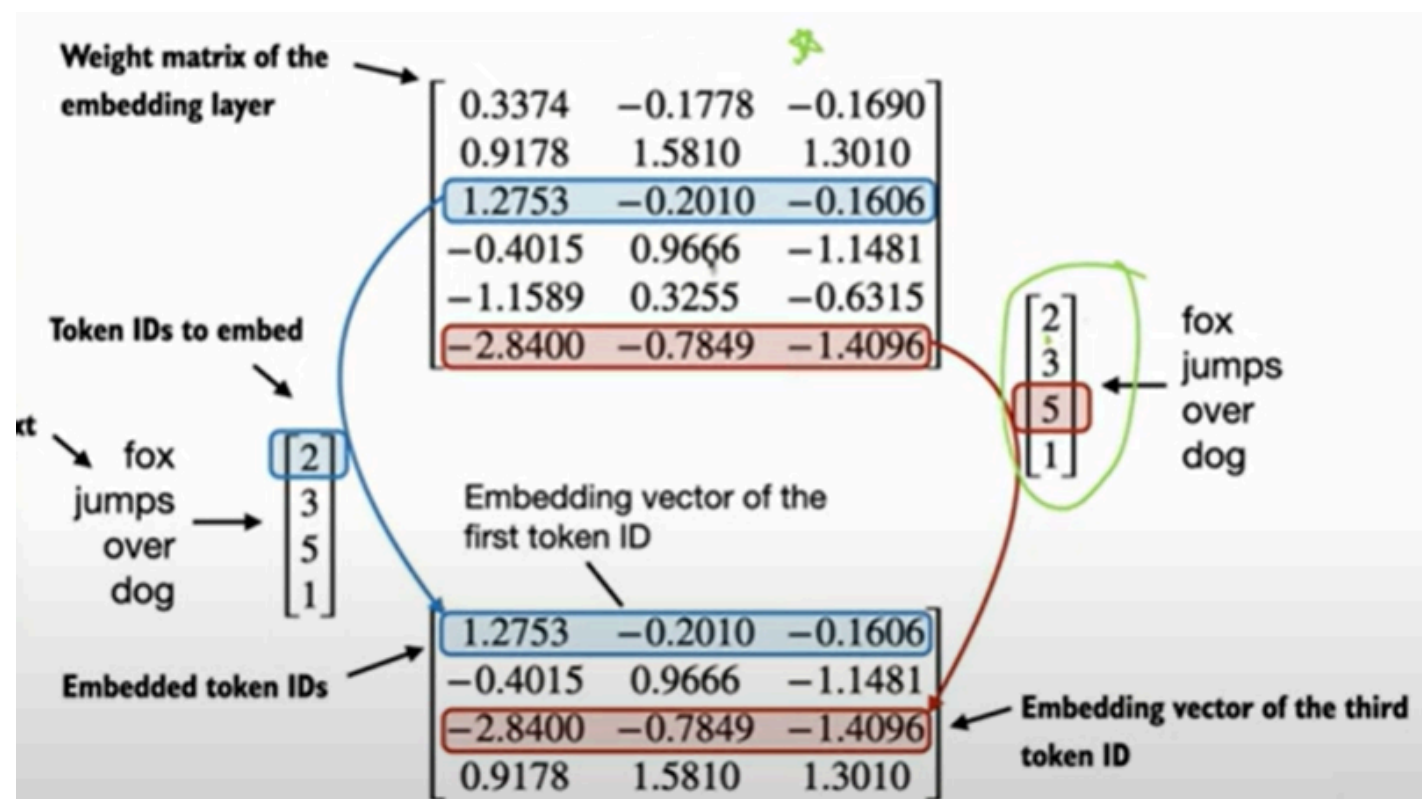 Weight matrix of the
embedding layer
0.3374 −0.1778 −0.1690
0.9178 1.5810 1.3010
1.2753 −0.2010 −0.1606
−0.4015 0.9666 −1.1481
−1.1589 0.3255 −0.6315
−2.8400 −0.7849 −1.4096
Token IDs to embed
xt
fox
jumps
over
dog
2
3
5
1
2
3
5
1
fox
jumps
over
dog
Embedding vector of the
first token ID
Embedded token IDs
1.2753 −0.2010 −0.1606
−0.4015 0.9666 −1.1481
−2.8400 −0.7849 −1.4096
0.9178 1.5810 1.3010
Embedding vector of the third
token ID